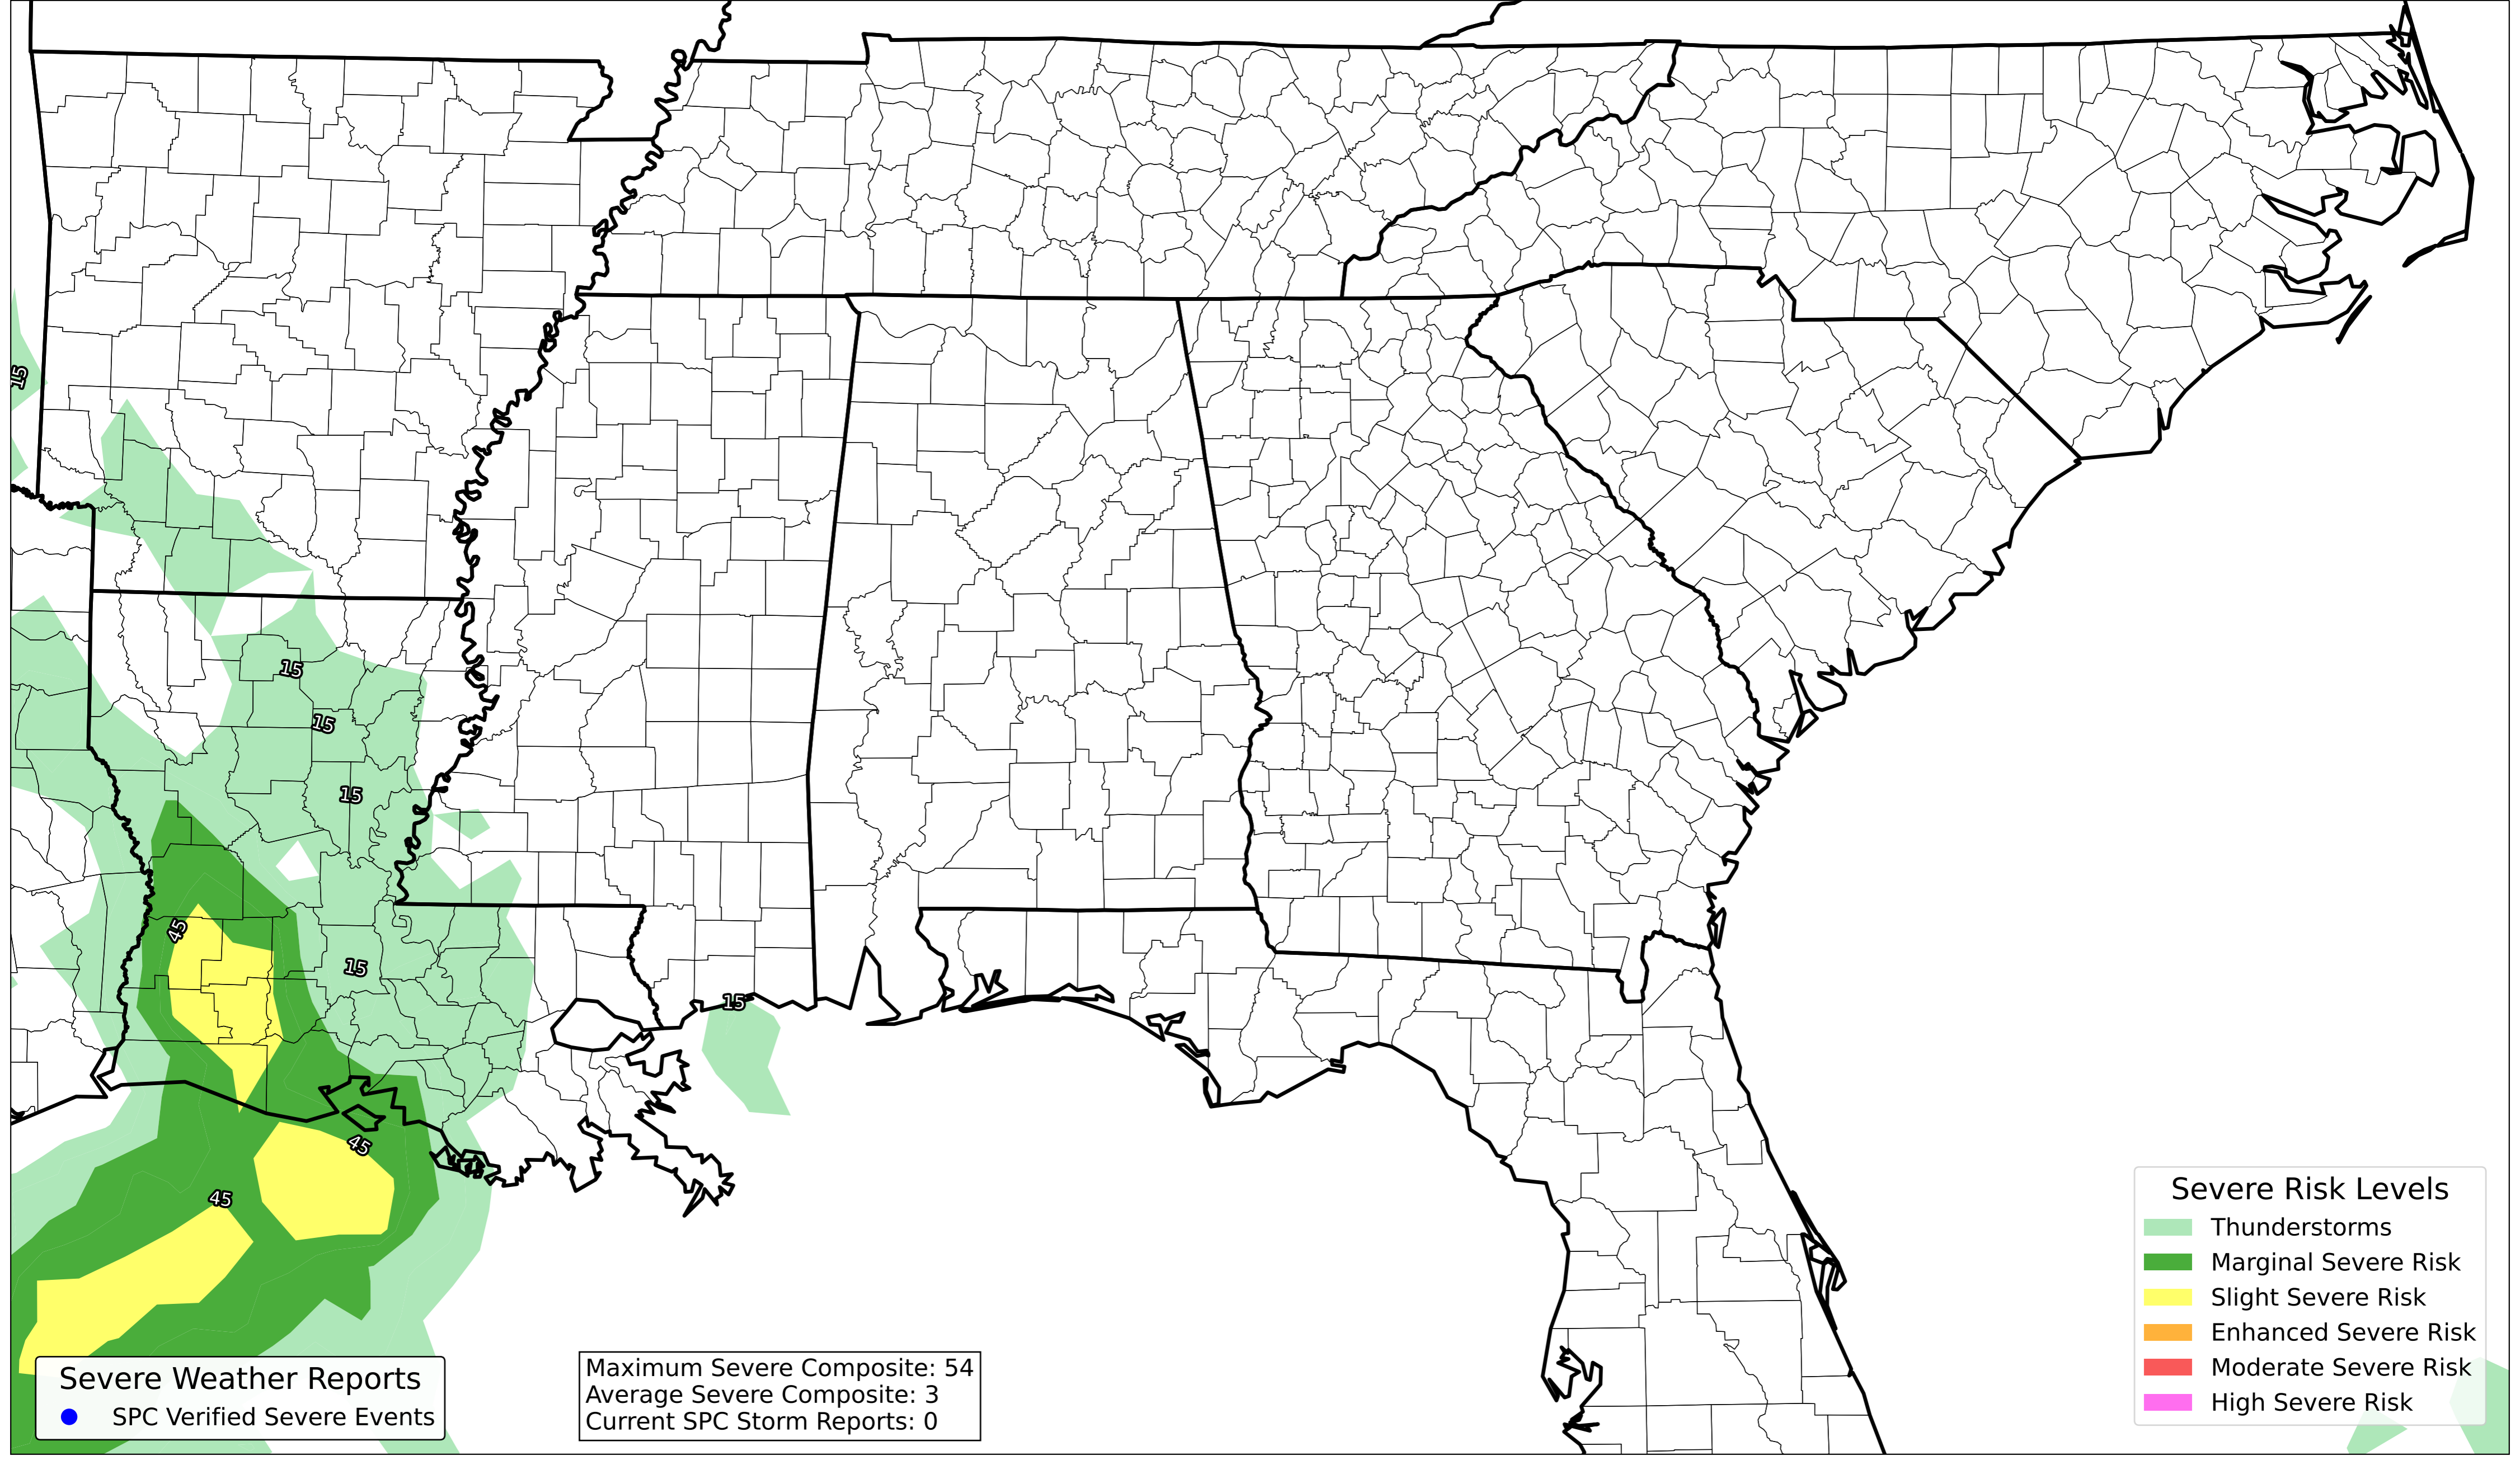 15
15
15
15
45
15
15
45
45
Severe Risk Levels
Thunderstorms
Marginal Severe Risk
Slight Severe Risk
Enhanced Severe Risk
Moderate Severe Risk
High Severe Risk
Severe Weather Reports
SPC Verified Severe Events
Maximum Severe Composite: 54
Average Severe Composite: 3
Current SPC Storm Reports: 0